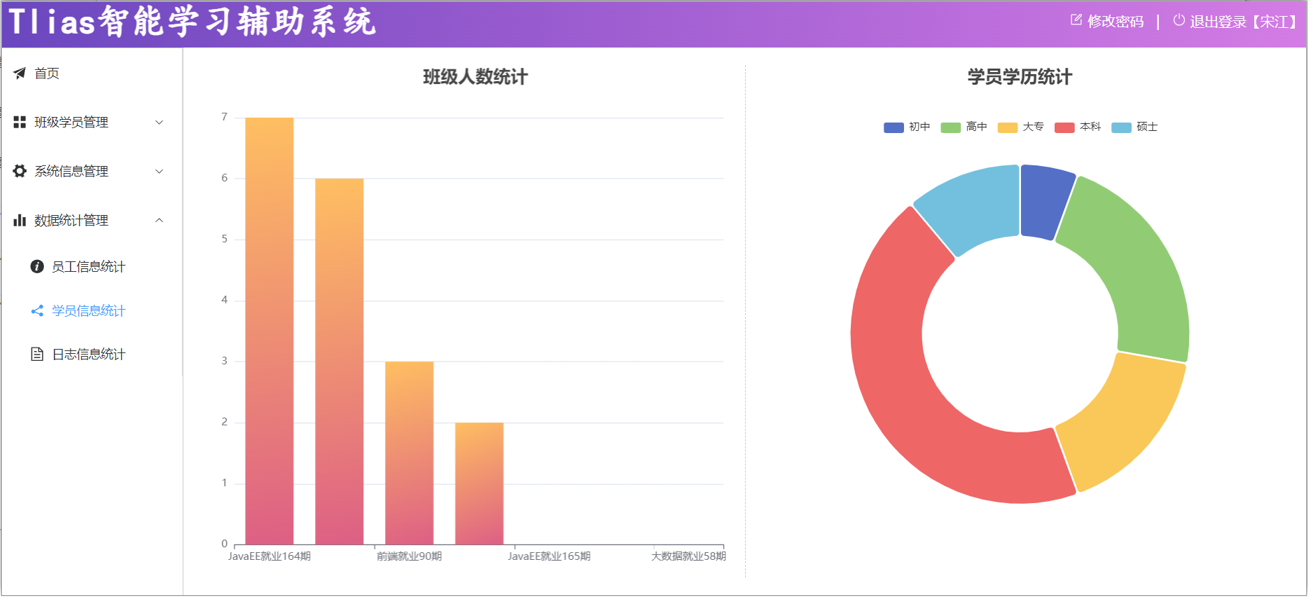 Tlias智能学习辅助系统
修改密码 | 退出登录【宋江】
首页
班级学员管理
系统信息管理
数据统计管理
员工信息统计
学员信息统计
日志信息统计
班级人数统计
7
6
5
4
3
2
1
0
JavaEE就业164期 前端就业90期 JavaEE就业165期 大数据就业58期
学员学历统计
初中 高中 大专 本科 硕士